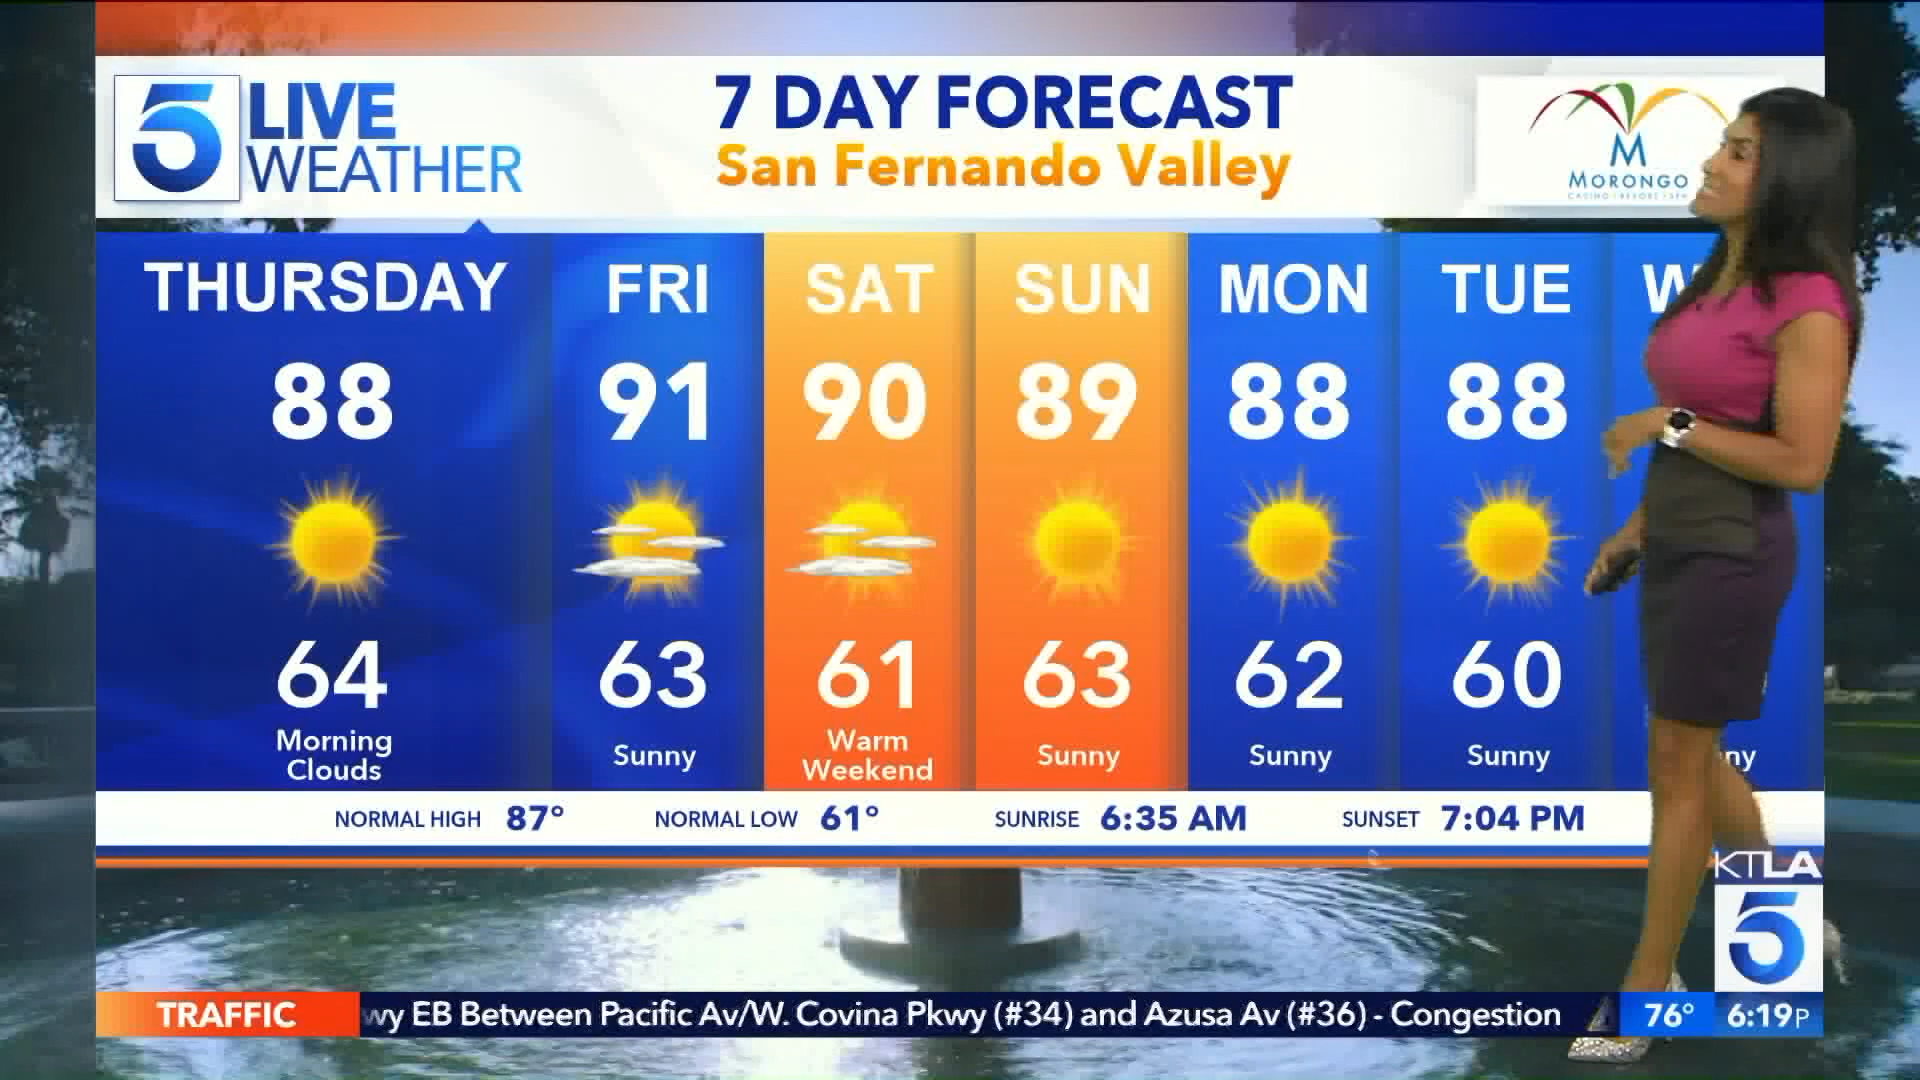 5 LIVE
WEATHER
7 DAY FORECAST
San Fernando Valley
M
MORONGO
CASINO RESORT SPA
THURSDAY FRI SAT SUN MON TUE
88 91 90 89 88 88
64 63 61 63 62 60
Morning
Clouds
Sunny
Warm
Weekend
Sunny
Sunny
Sunny
NORMAL HIGH 87° NORMAL LOW 61° SUNRISE 6:35 AM SUNSET 7:04 PM
KTLA
5
TRAFFIC wy EB Between Pacific Av/W. Covina Pkwy (#34) and Azusa Av (#36) - Congestion 76° 6:19P